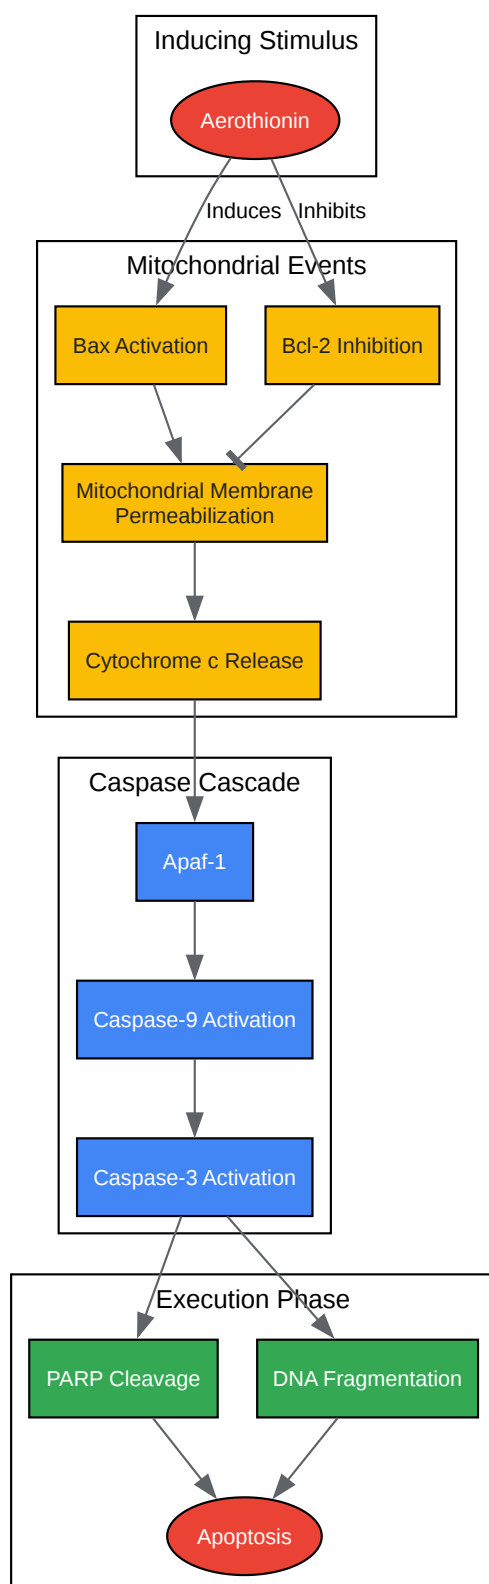 Inducing Stimulus
Aerothionin
Induces
Inhibits
Mitochondrial Events
Bax Activation
Bcl-2 Inhibition
Mitochondrial Membrane
Permeabilization
Cytochrome c Release
Caspase Cascade
Apaf-1
Caspase-9 Activation
Caspase-3 Activation
Execution Phase
PARP Cleavage
DNA Fragmentation
Apoptosis